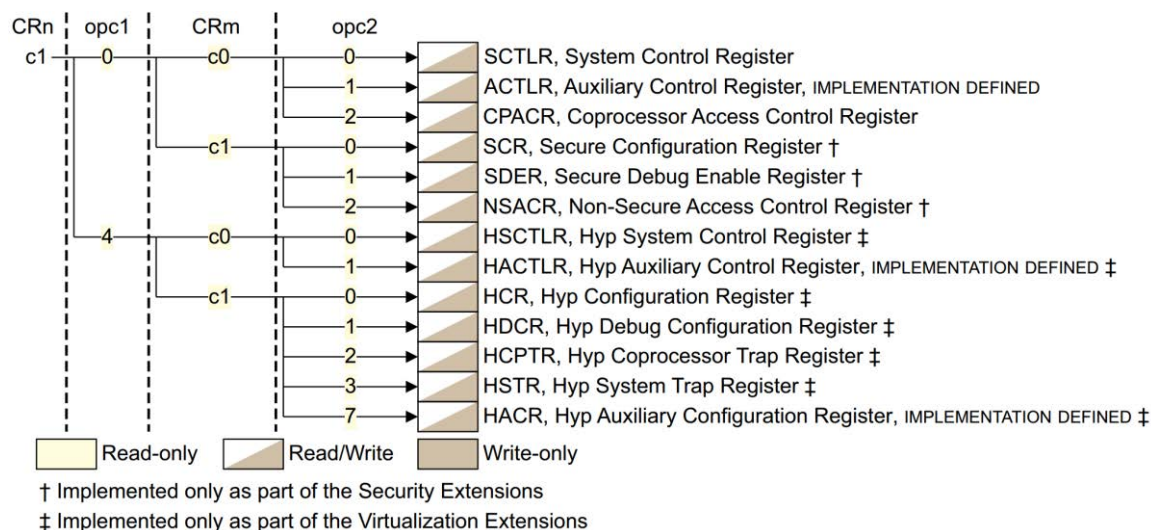 CRn opc1 CRm opc2
c1 0 c0 0 SCTLR, System Control Register
1 ACTLR, Auxiliary Control Register, IMPLEMENTATION DEFINED
2 CPACR, Coprocessor Access Control Register
c1 0 SCR, Secure Configuration Register †
1 SDER, Secure Debug Enable Register †
2 NSACR, Non-Secure Access Control Register †
4 c0 0 HSCTLR, Hyp System Control Register ‡
1 HACTLR, Hyp Auxiliary Control Register, IMPLEMENTATION DEFINED ‡
c1 0 HCR, Hyp Configuration Register ‡
1 HDCR, Hyp Debug Configuration Register ‡
2 HCPTR, Hyp Coprocessor Trap Register ‡
3 HSTR, Hyp System Trap Register ‡
7 HACR, Hyp Auxiliary Configuration Register, IMPLEMENTATION DEFINED ‡
Read-only Read/Write Write-only
† Implemented only as part of the Security Extensions
‡ Implemented only as part of the Virtualization Extensions